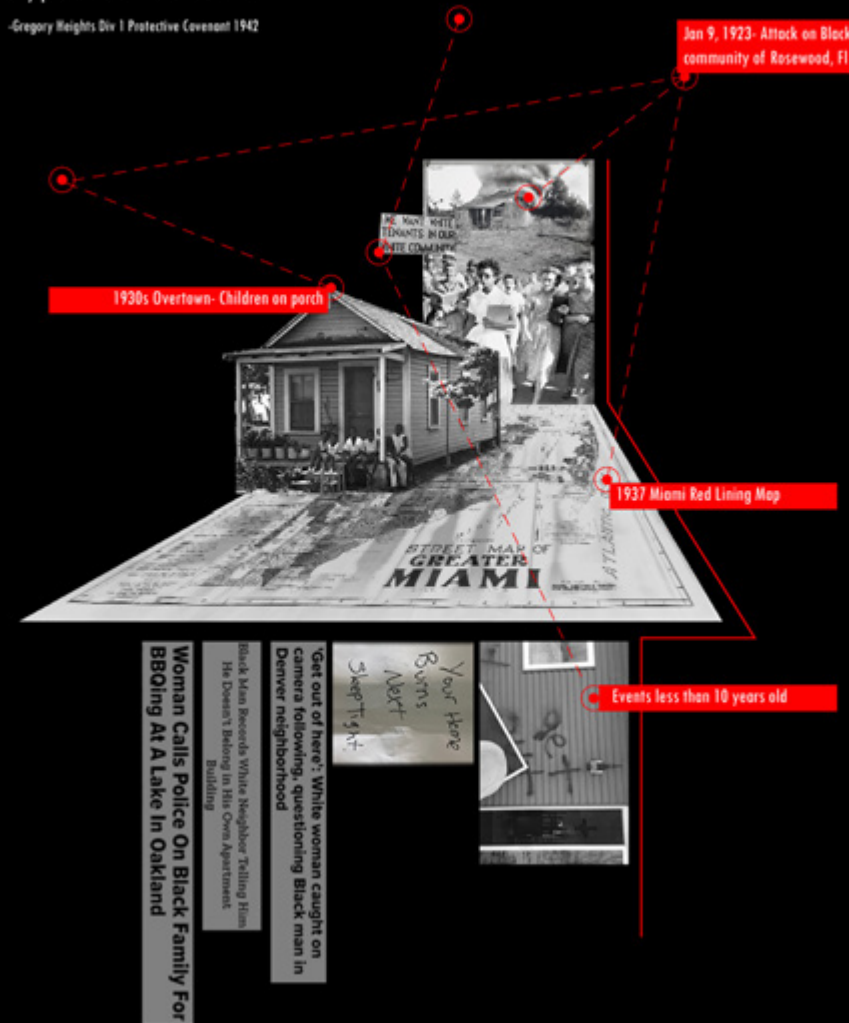 -Gregory Heights Div 1 Protective Covenant 1942
Jan 9, 1923- Attack on Black
community of Rosewood, Fl
WE WANT WHITE
TENANTS IN OUR
WHITE COMMUNITY
1930s Overtown- Children on porch
1937 Miami Red Lining Map
STREET MAP OF
GREATER
MIAMI
Events less than 10 years old
Woman Calls Police On Black Family For
BBQing At A Lake In Oakland
Black Man Records White Neighbor Telling Him
He Doesn't Belong in His Own Apartment
Building
'Get out of here': White woman caught on
camera following, questioning Black man in
Denver neighborhood
Your Home
Burns
Next
Sleep Tight